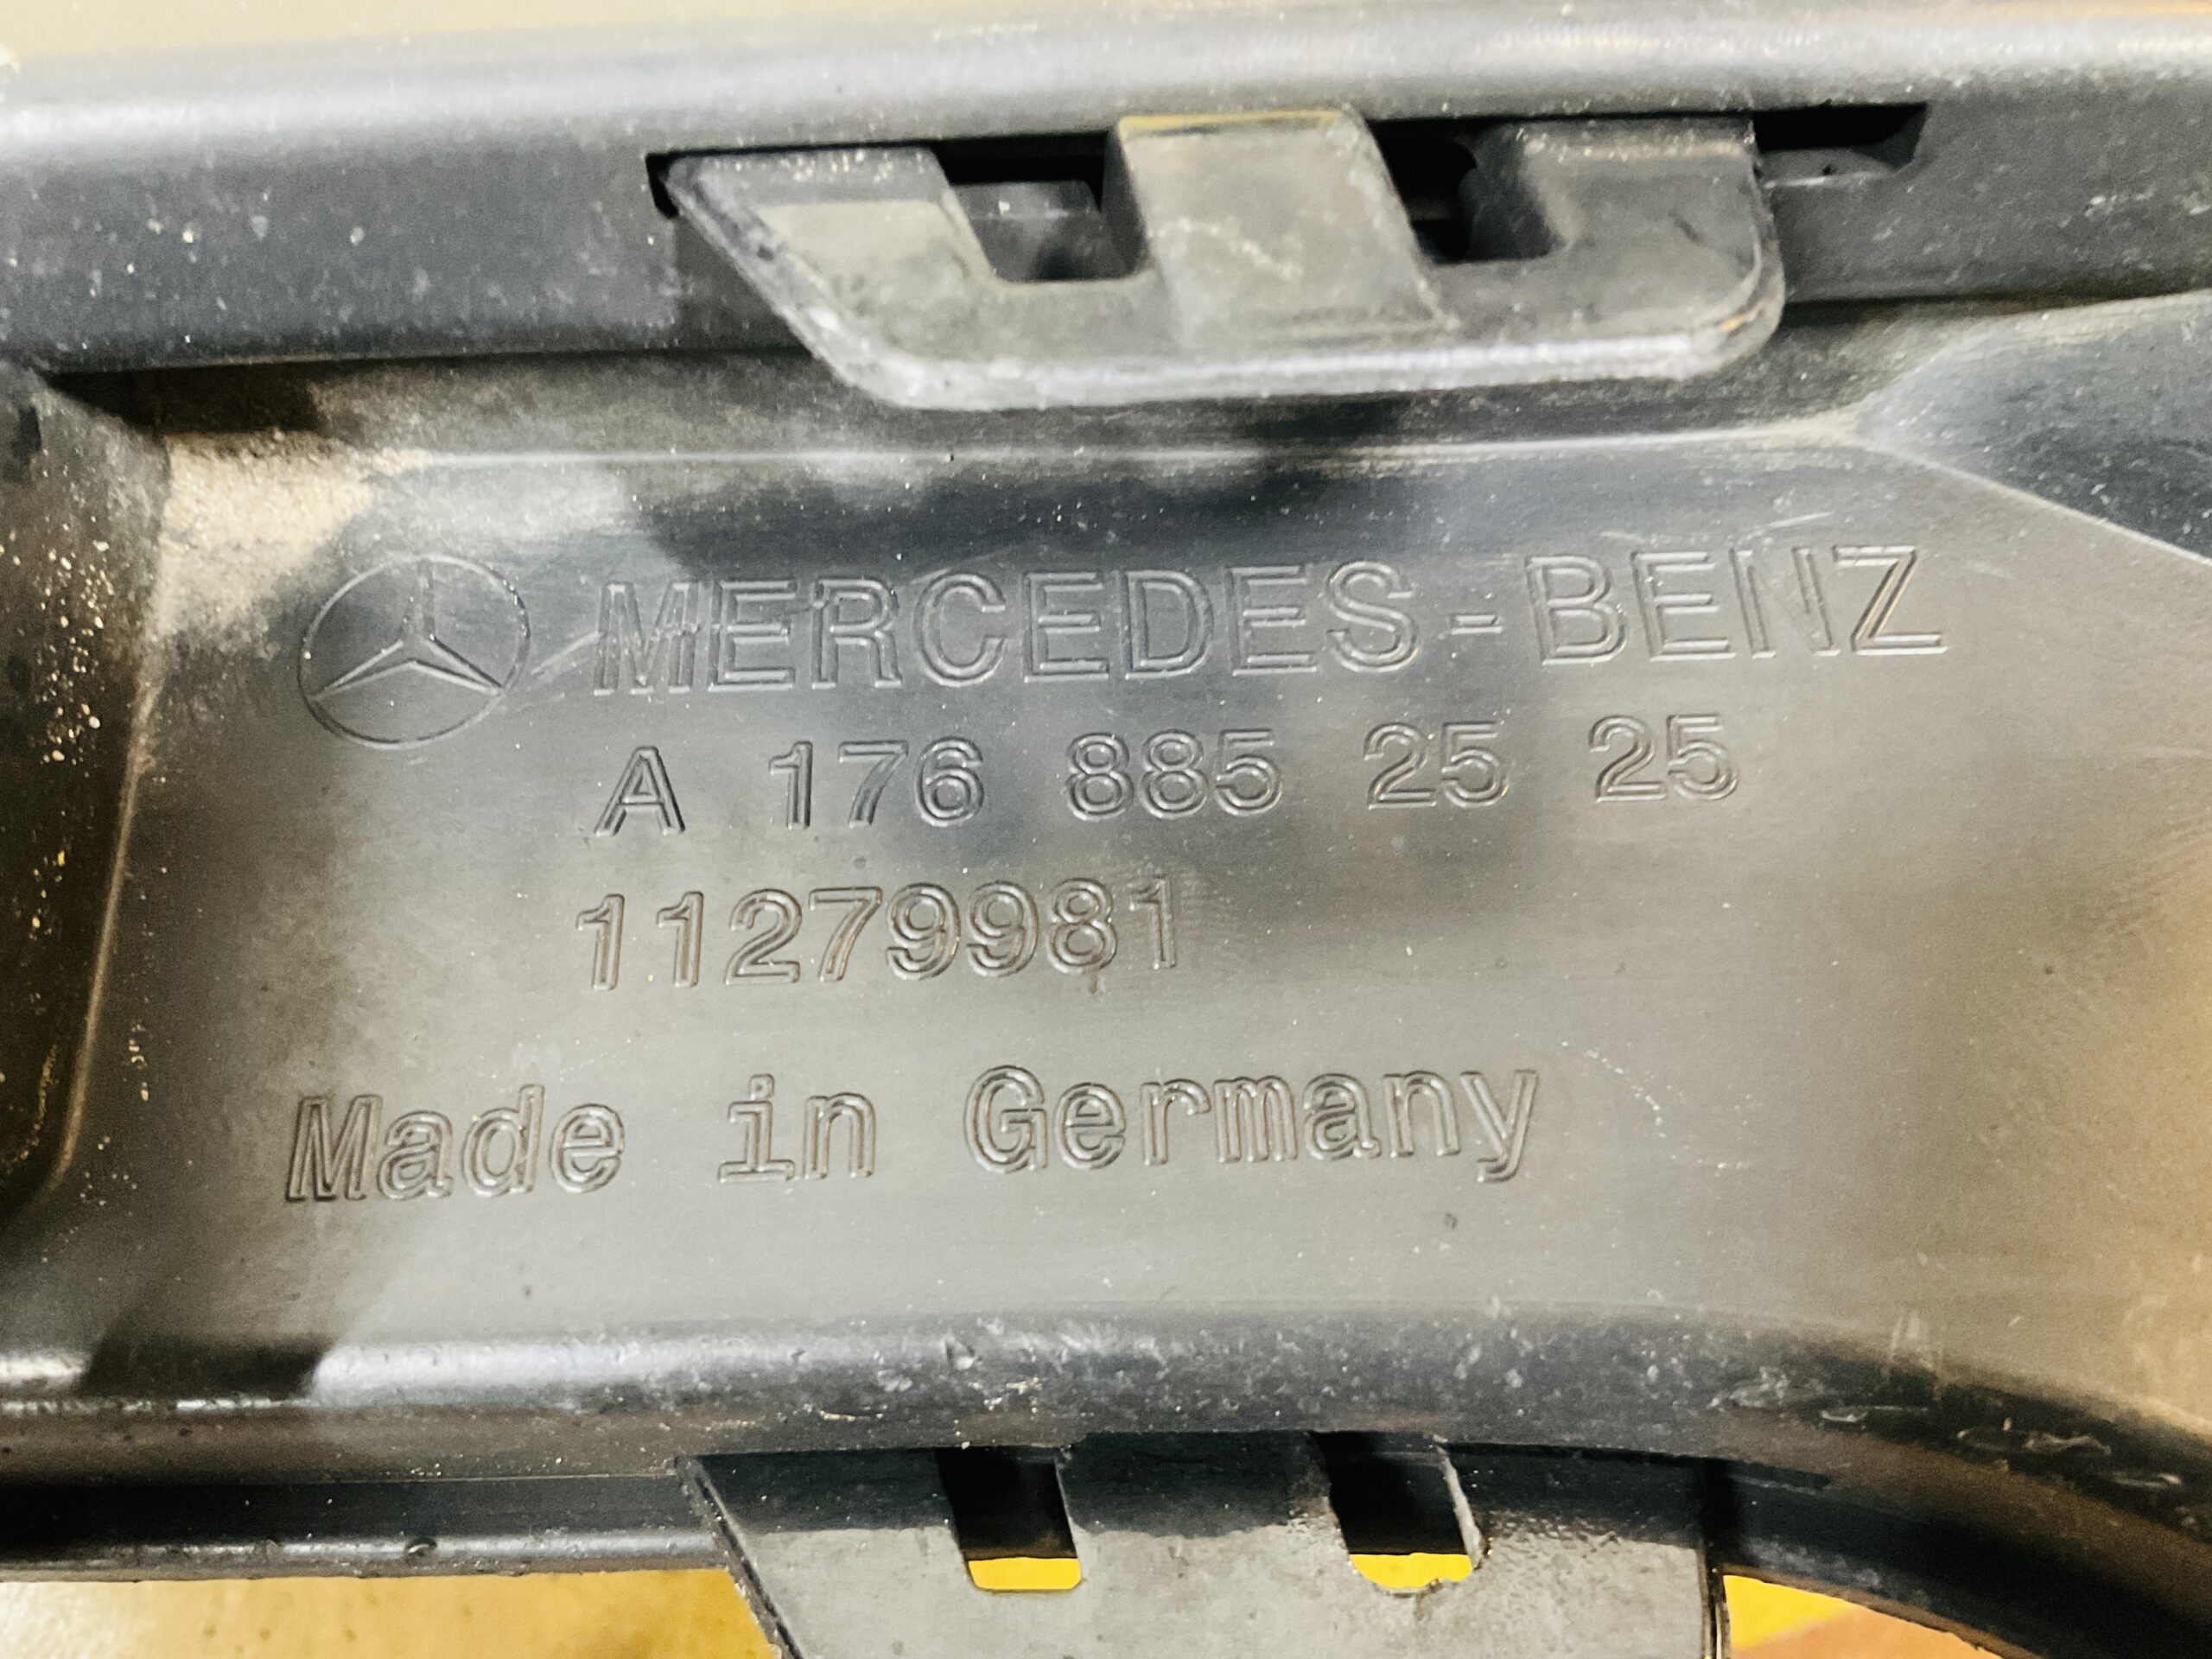 MERCEDES-BENZ
A 176 885 25 25
11279981
Made in Germany